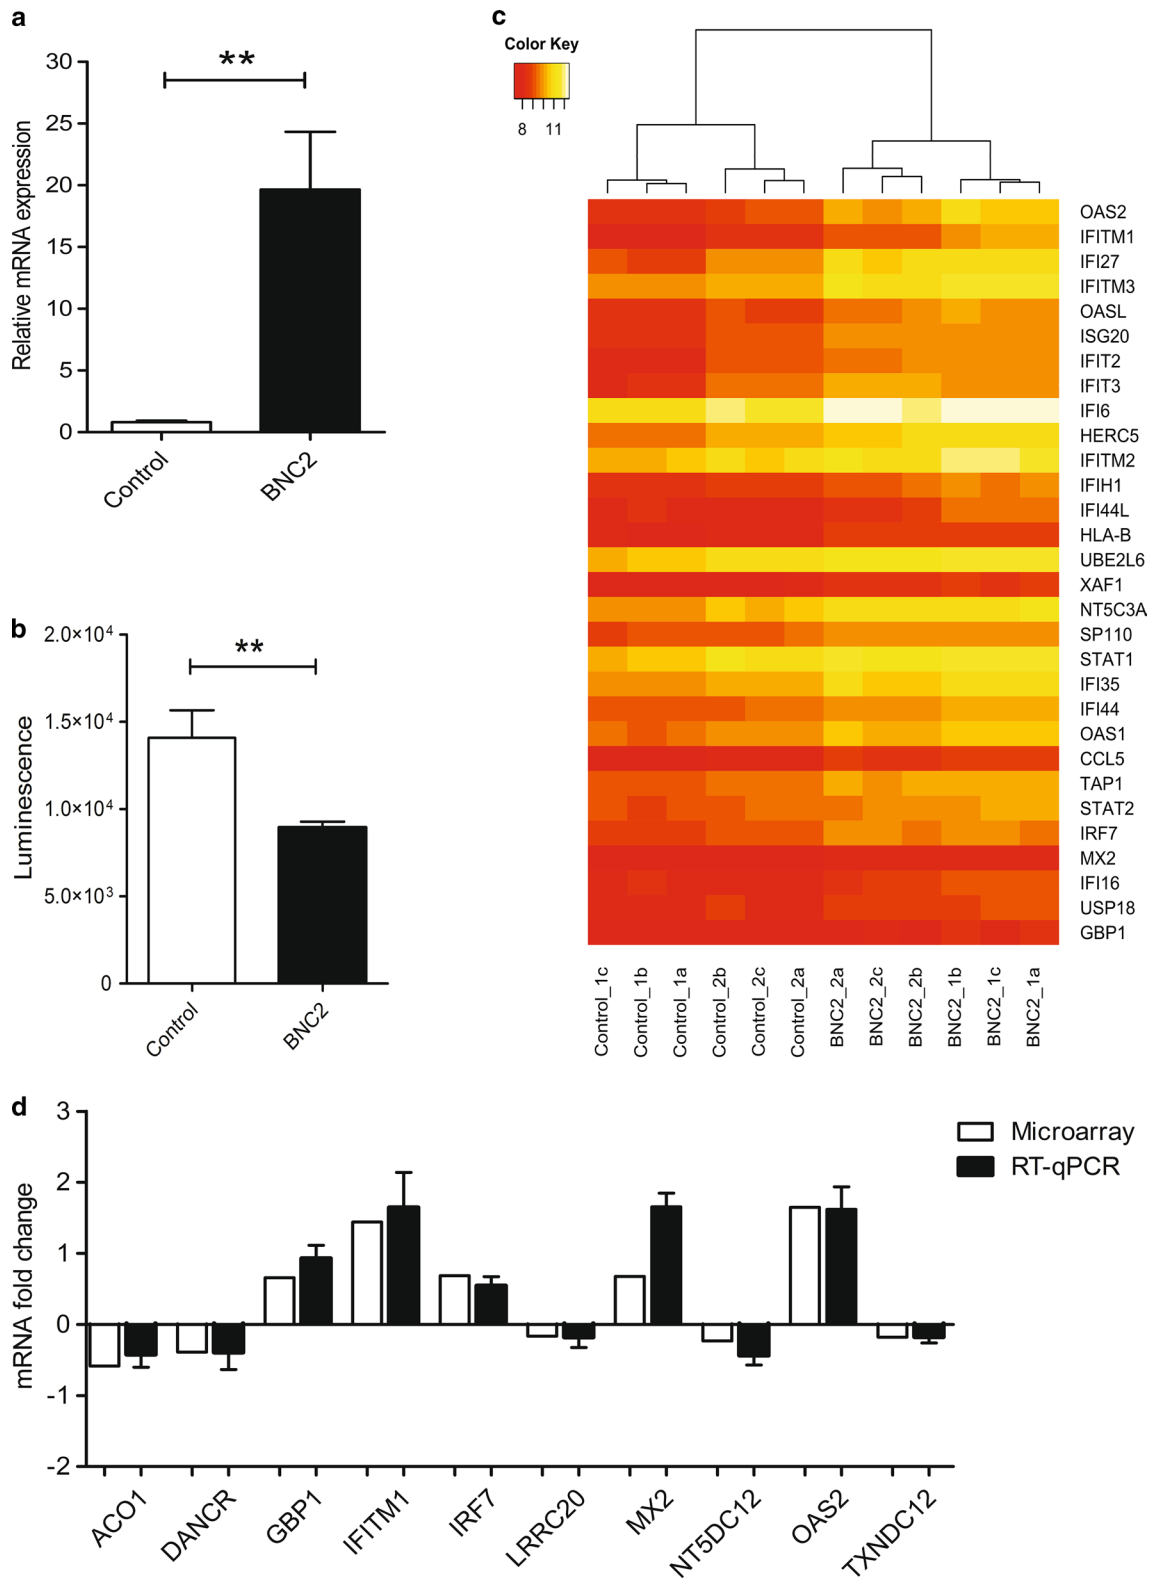 a
**
30
25
20
15
10
5
0
Relative mRNA expression
Control
BNC2
b
**
2.0×10⁴
1.5×10⁴
1.0×10⁴
5.0×10³
0
Luminescence
Control
BNC2
c
Color Key
8 11
OAS2
IFITM1
IFI27
IFITM3
OASL
ISG20
IFIT2
IFIT3
IFI6
HERC5
IFITM2
IFIH1
IFI44L
HLA-B
UBE2L6
XAF1
NT5C3A
SP110
STAT1
IFI35
IFI44
OAS1
CCL5
TAP1
STAT2
IRF7
MX2
IFI16
USP18
GBP1
Control_1c
Control_1b
Control_1a
Control_2b
Control_2c
Control_2a
BNC2_2a
BNC2_2c
BNC2_2b
BNC2_1b
BNC2_1c
BNC2_1a
d
3
2
1
0
-1
-2
mRNA fold change
Microarray
RT-qPCR
ACO1
DANCR
GBP1
IFITM1
IRF7
LRRC20
MX2
NT5DC12
OAS2
TXNDC12